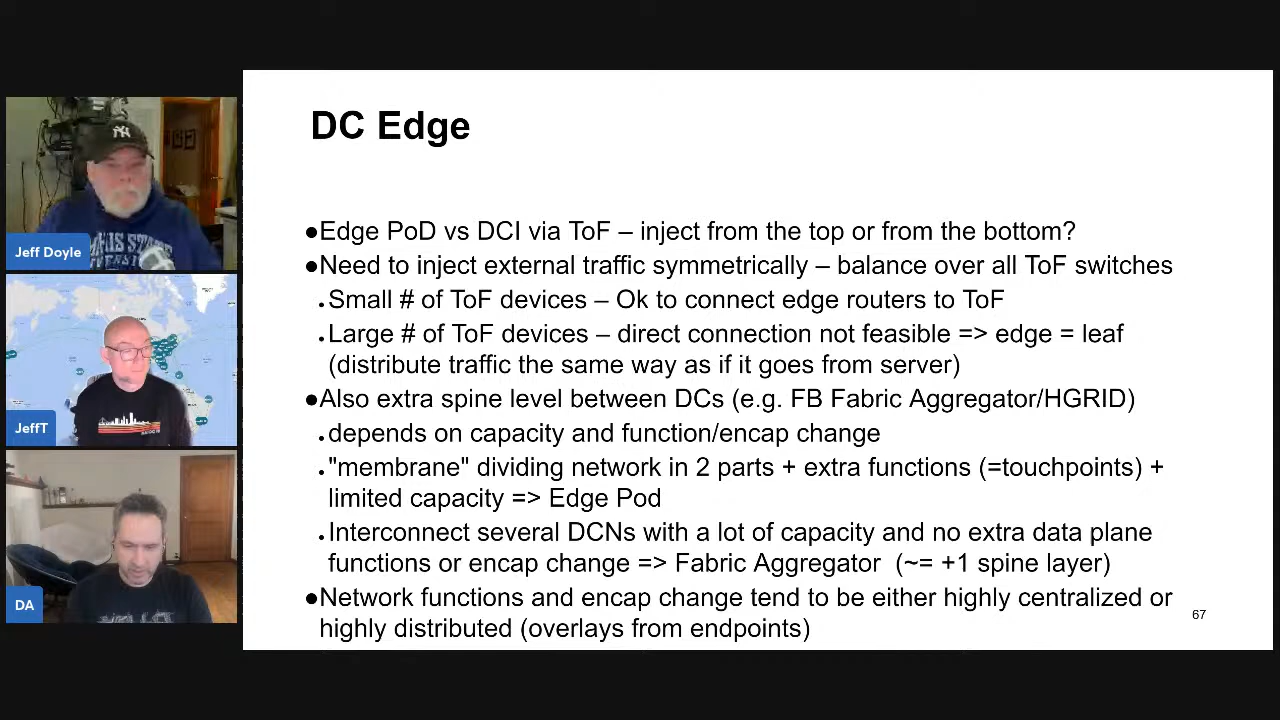 DC Edge
●Edge PoD vs DCI via ToF – inject from the top or from the bottom?
●Need to inject external traffic symmetrically – balance over all ToF switches
●Small # of ToF devices – Ok to connect edge routers to ToF
●Large # of ToF devices – direct connection not feasible => edge = leaf
(distribute traffic the same way as if it goes from server)
●Also extra spine level between DCs (e.g. FB Fabric Aggregator/HGRID)
●depends on capacity and function/encap change
●"membrane" dividing network in 2 parts + extra functions (=touchpoints) +
limited capacity => Edge Pod
●Interconnect several DCNs with a lot of capacity and no extra data plane
functions or encap change => Fabric Aggregator (~= +1 spine layer)
●Network functions and encap change tend to be either highly centralized or
highly distributed (overlays from endpoints)
67
Jeff Doyle
JeffT
DA